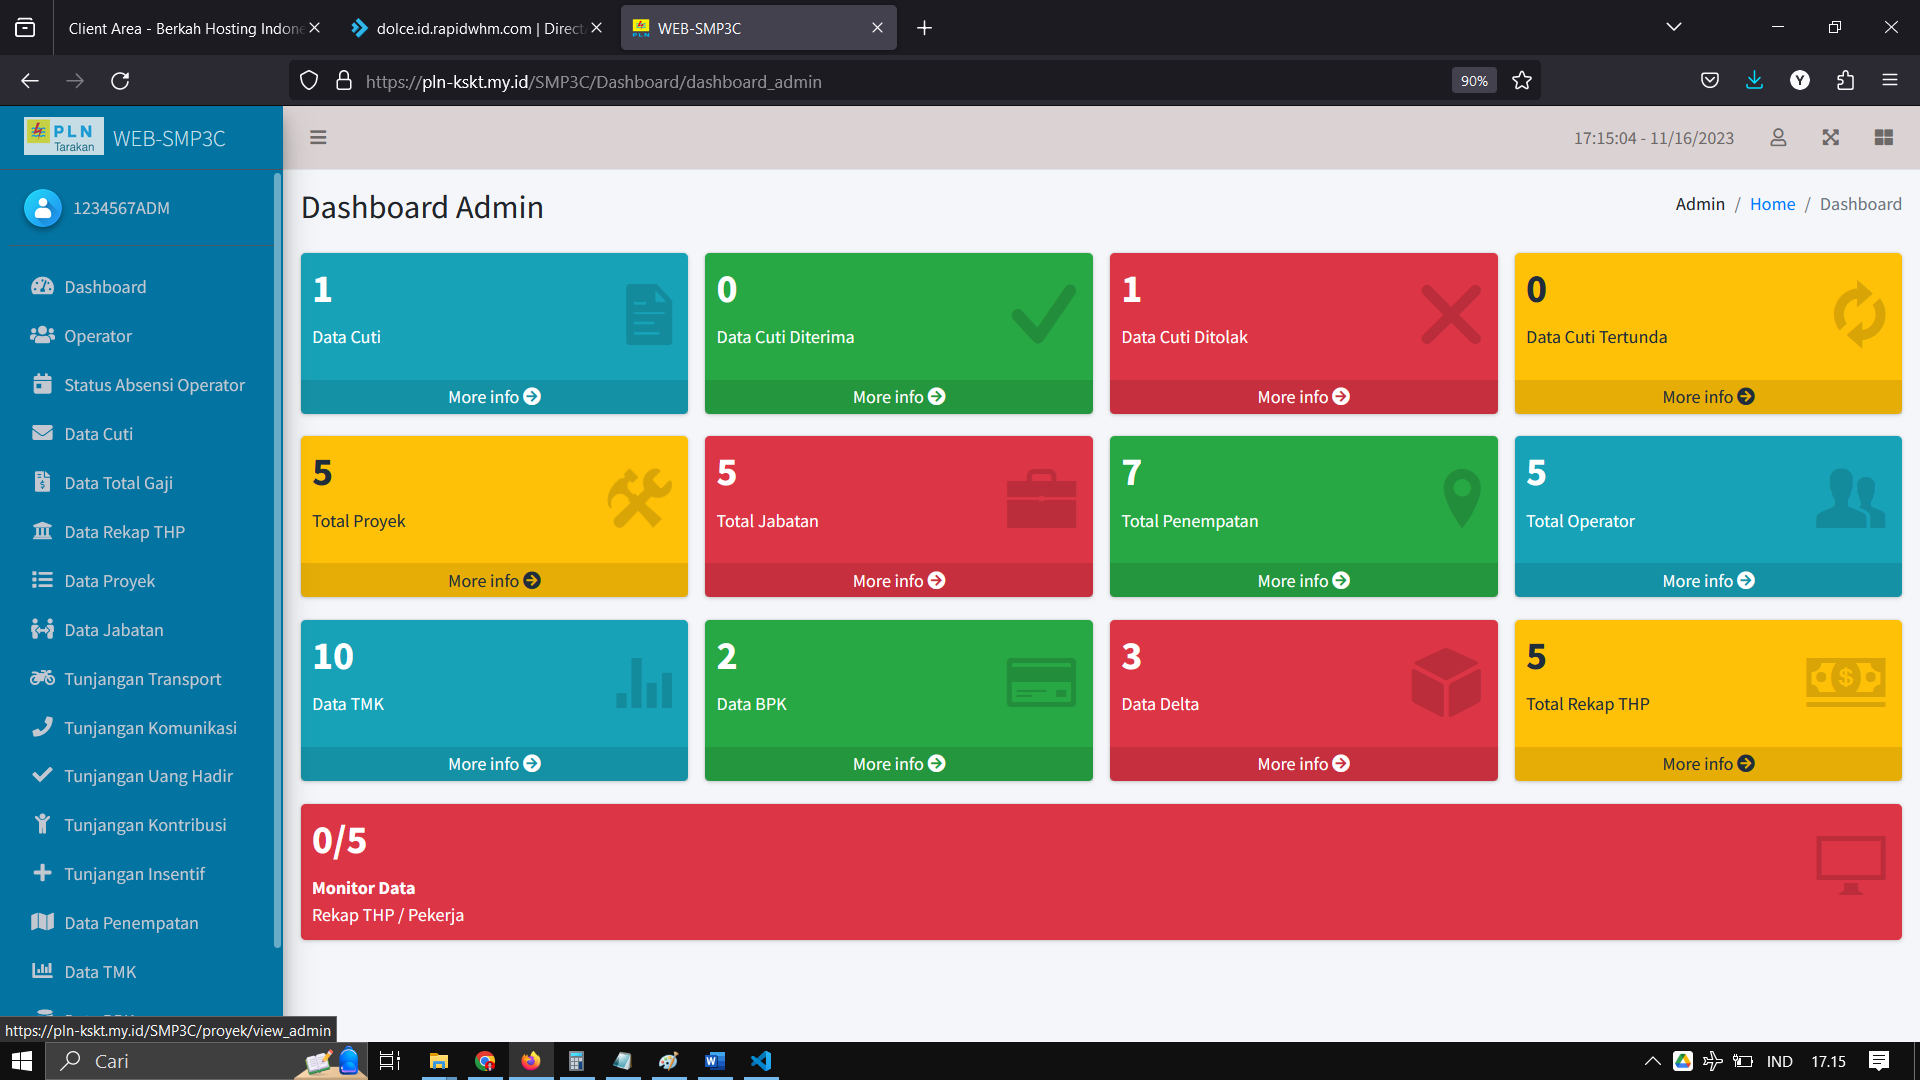 Client Area - Berkah Hosting Indone
dolce.id.rapidwhm.com | Direct
WEB-SMP3C
https://pln-kskt.my.id/SMP3C/Dashboard/dashboard_admin
90%
Y
PLN
Tarakan
WEB-SMP3C
17:15:04 - 11/16/2023
1234567ADM
Dashboard
Operator
Status Absensi Operator
Data Cuti
Data Total Gaji
Data Rekap THP
Data Proyek
Data Jabatan
Tunjangan Transport
Tunjangan Komunikasi
Tunjangan Uang Hadir
Tunjangan Kontribusi
Tunjangan Insentif
Data Penempatan
Data TMK
Dashboard Admin
Admin / Home / Dashboard
1
Data Cuti
More info
0
Data Cuti Diterima
More info
1
Data Cuti Ditolak
More info
0
Data Cuti Tertunda
More info
5
Total Proyek
More info
5
Total Jabatan
More info
7
Total Penempatan
More info
5
Total Operator
More info
10
Data TMK
More info
2
Data BPK
More info
3
Data Delta
More info
5
Total Rekap THP
More info
0/5
Monitor Data
Rekap THP / Pekerja
https://pln-kskt.my.id/SMP3C/proyek/view_admin
Cari
IND
17.15